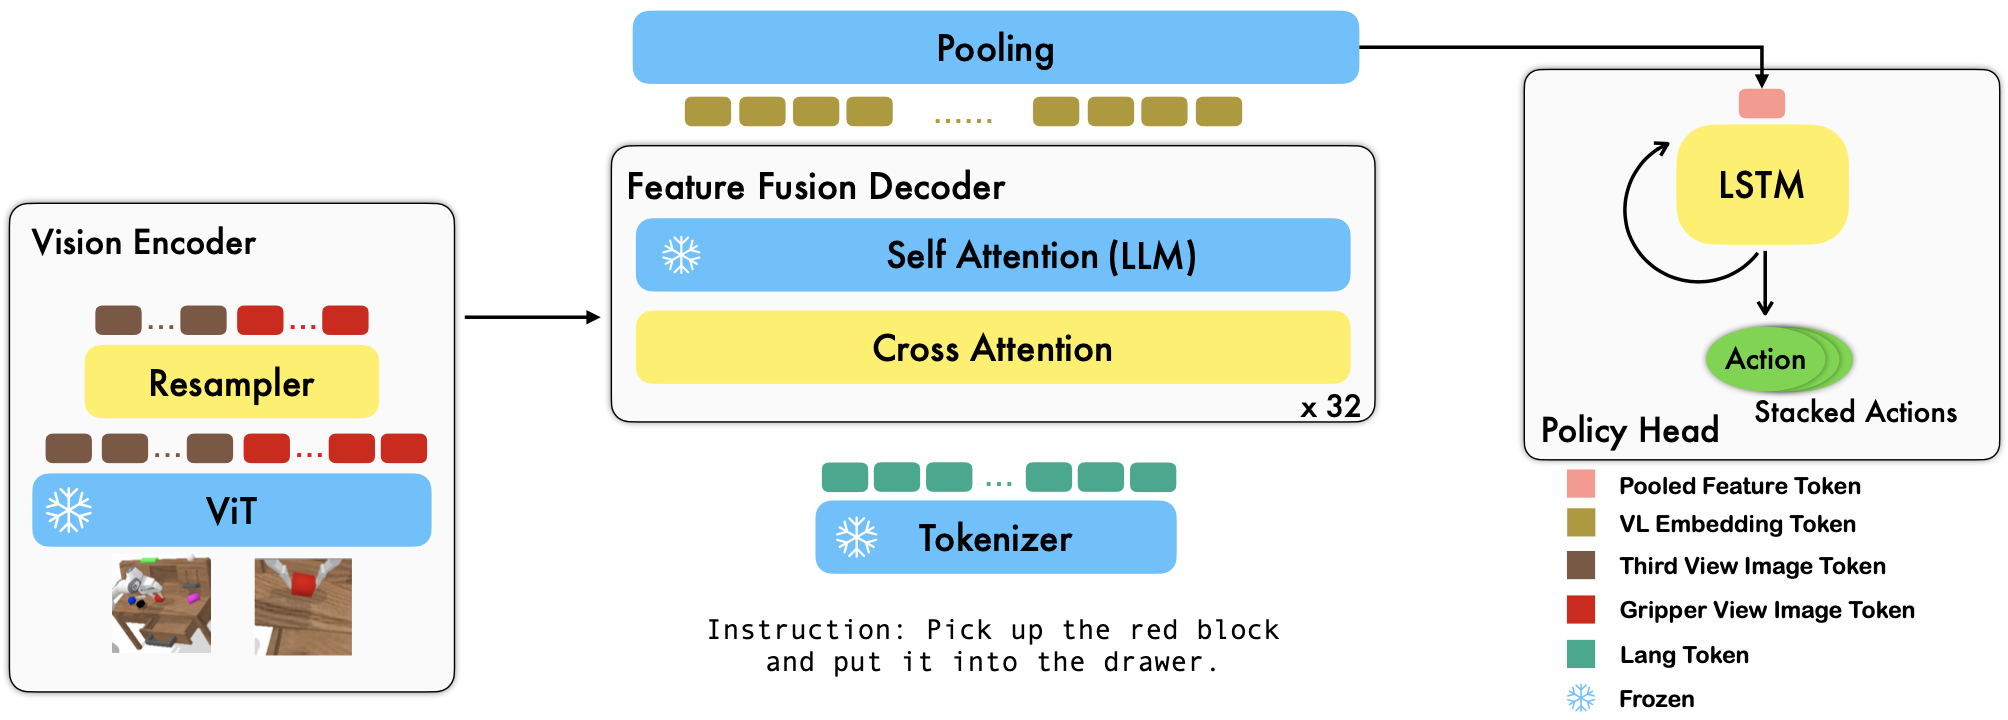 Pooling
Feature Fusion Decoder
Self Attention (LLM)
Cross Attention
x 32
Vision Encoder
Resampler
ViT
Tokenizer
Instruction: Pick up the red block
and put it into the drawer.
LSTM
Action
Stacked Actions
Policy Head
Pooled Feature Token
VL Embedding Token
Third View Image Token
Gripper View Image Token
Lang Token
Frozen